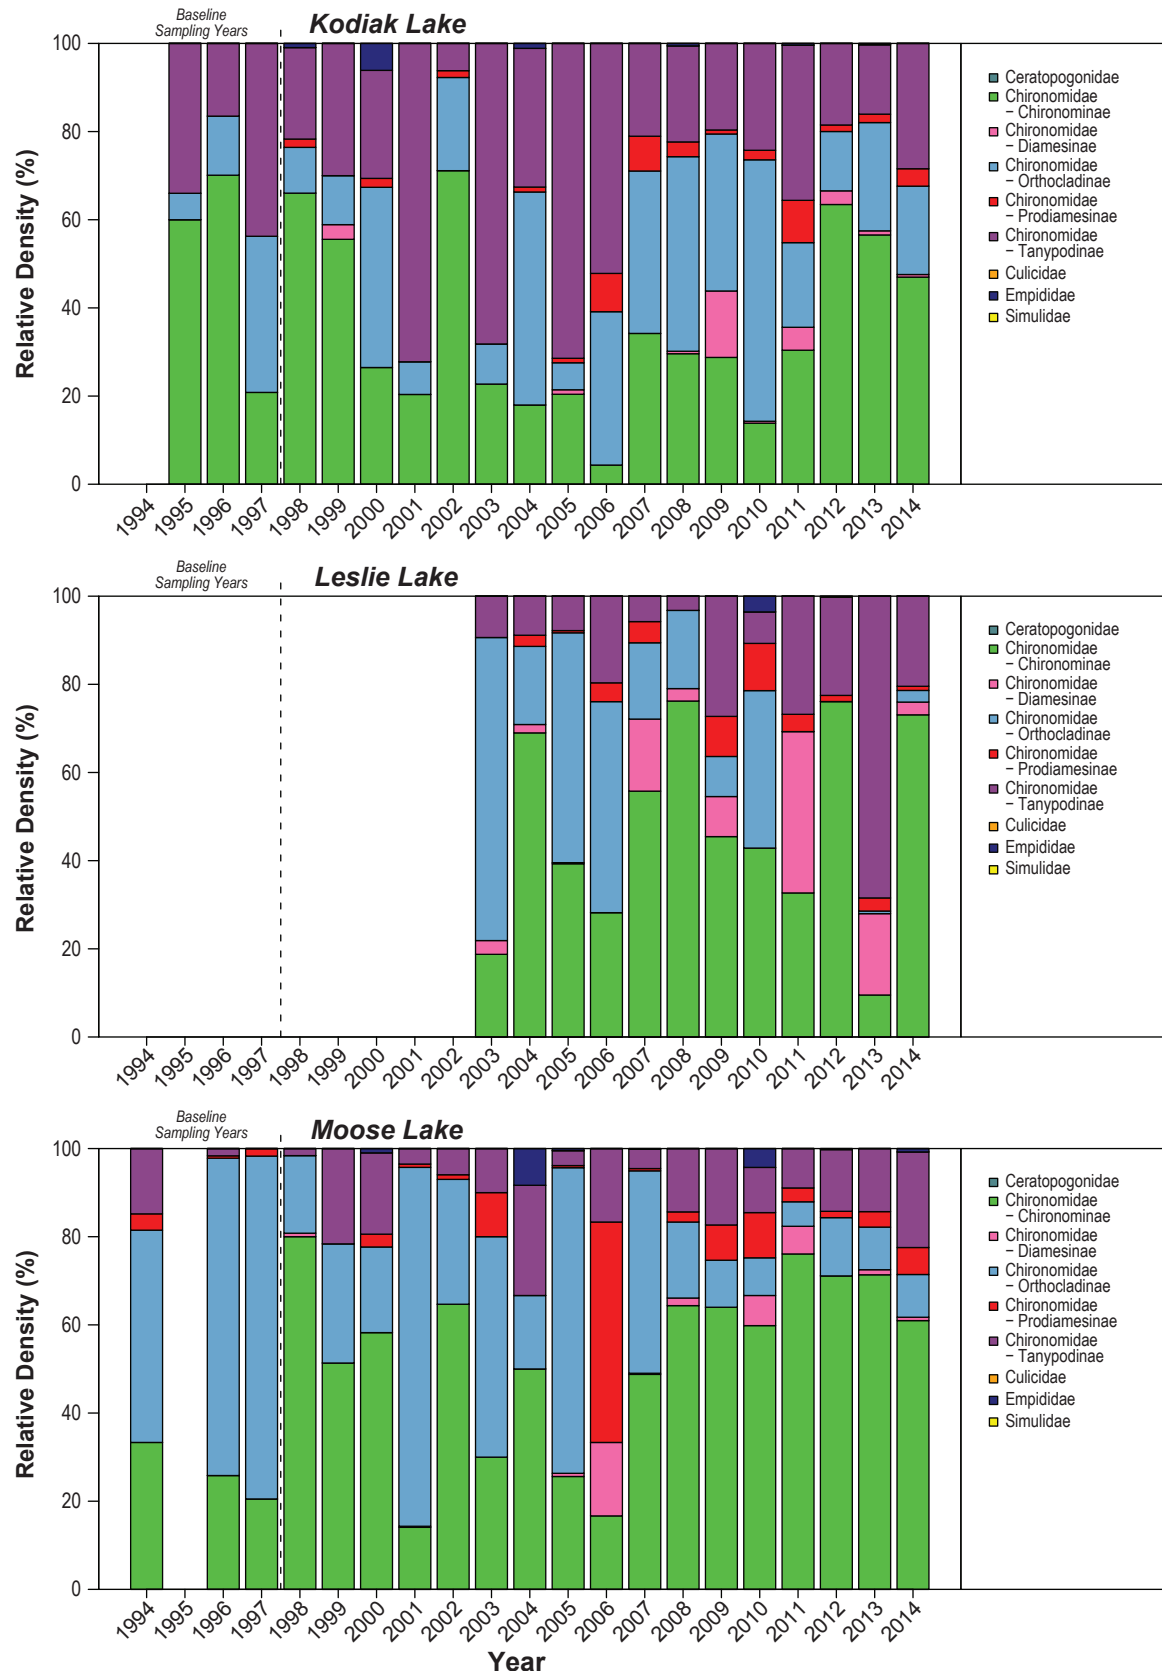 Baseline
Sampling Years
Kodiak Lake
Relative Density (%)
100
80
60
40
20
0
1994
1995
1996
1997
1998
1999
2000
2001
2002
2003
2004
2005
2006
2007
2008
2009
2010
2011
2012
2013
2014
Ceratopogonidae
Chironomidae
– Chironominae
Chironomidae
– Diamesinae
Chironomidae
– Orthocladinae
Chironomidae
– Prodiamesinae
Chironomidae
– Tanypodinae
Culicidae
Empididae
Simulidae
Baseline
Sampling Years
Leslie Lake
Relative Density (%)
100
80
60
40
20
0
1994
1995
1996
1997
1998
1999
2000
2001
2002
2003
2004
2005
2006
2007
2008
2009
2010
2011
2012
2013
2014
Ceratopogonidae
Chironomidae
– Chironominae
Chironomidae
– Diamesinae
Chironomidae
– Orthocladinae
Chironomidae
– Prodiamesinae
Chironomidae
– Tanypodinae
Culicidae
Empididae
Simulidae
Baseline
Sampling Years
Moose Lake
Relative Density (%)
100
80
60
40
20
0
1994
1995
1996
1997
1998
1999
2000
2001
2002
2003
2004
2005
2006
2007
2008
2009
2010
2011
2012
2013
2014
Year
Ceratopogonidae
Chironomidae
– Chironominae
Chironomidae
– Diamesinae
Chironomidae
– Orthocladinae
Chironomidae
– Prodiamesinae
Chironomidae
– Tanypodinae
Culicidae
Empididae
Simulidae